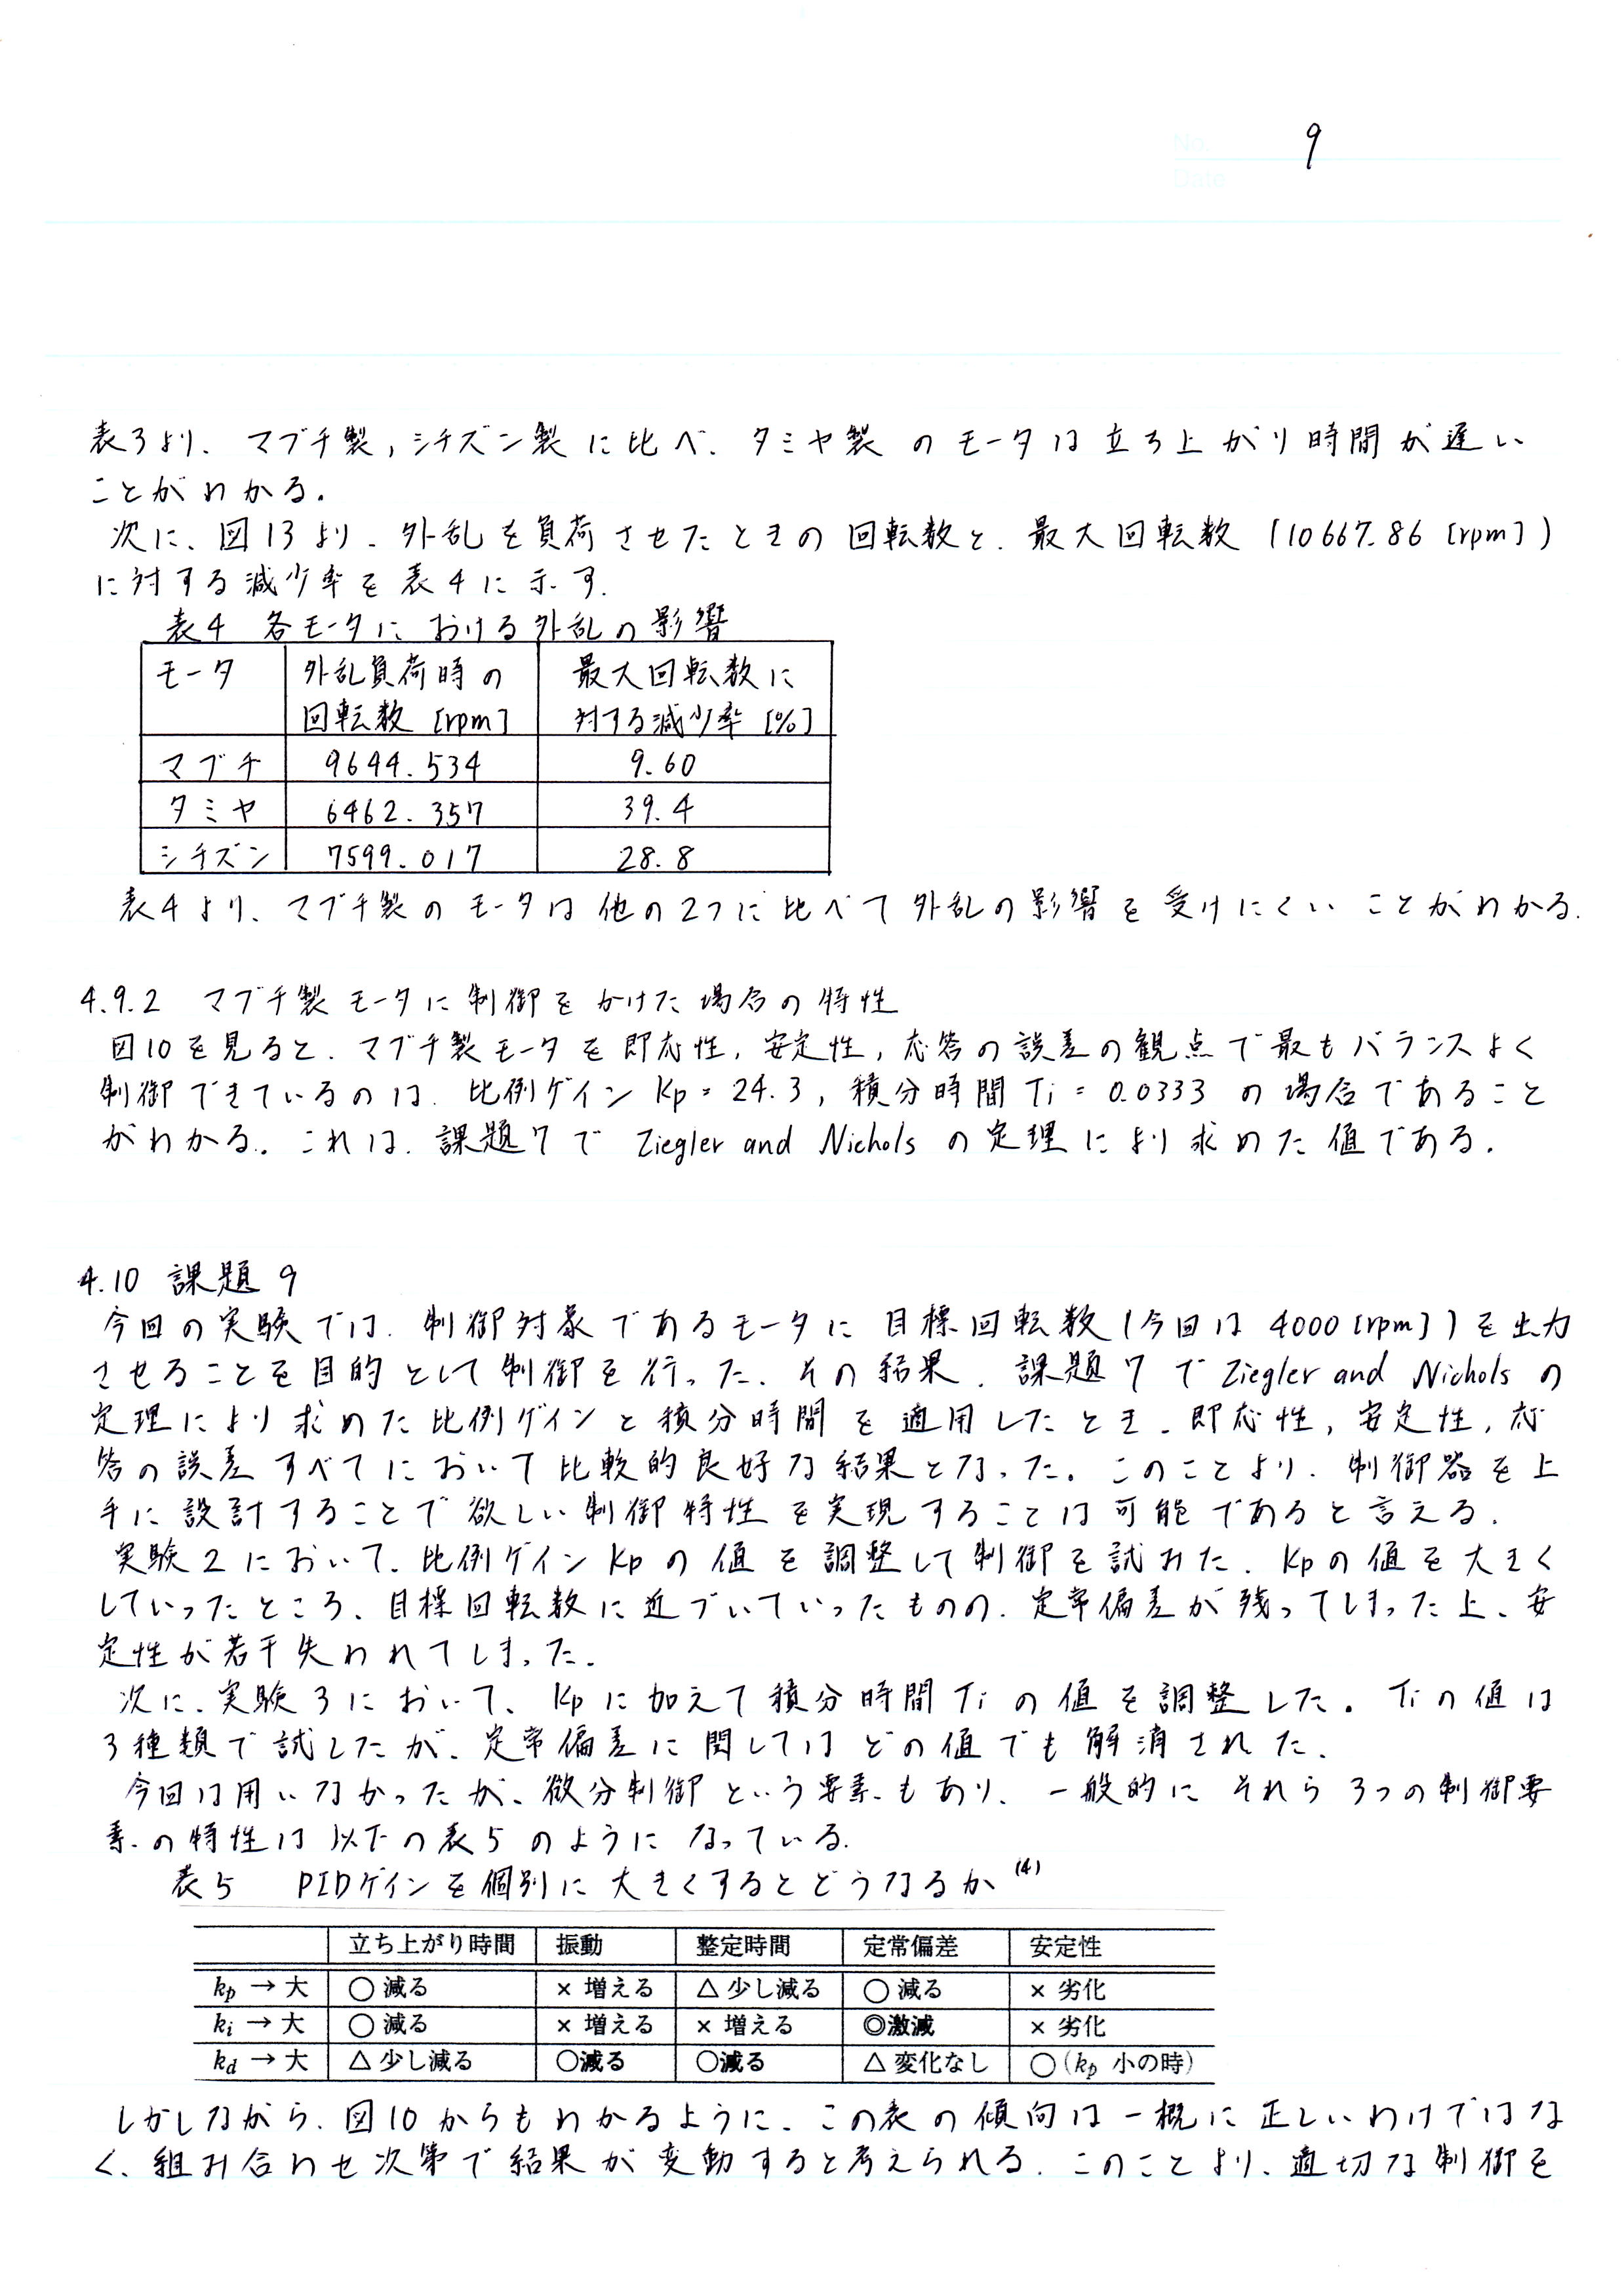 No. 9
Date
表3より、マブチ製，シチズン製に比べ、タミヤ製のモータは立ち上がり時間が遅い
ことがわかる．
次に、図13より、外乱を負荷させたときの回転数と、最大回転数(10667.86[rpm])
に対する減少率を表4に示す．
表4 各モータにおける外乱の影響
モータ 外乱負荷時の 最大回転数に
回転数 [rpm] 対する減少率 [%]
マブチ 9644.534 9.60
タミヤ 6462.357 39.4
シチズン 7599.017 28.8
表4より、マブチ製のモータは他の2つに比べて外乱の影響を受けにくいことがわかる．
4.9.2 マブチ製モータに制御をかけた場合の特性
図10を見ると、マブチ製モータを即応性，安定性，応答の誤差の観点で最もバランスよく
制御できているのは、比例ゲイン Kp = 24.3，積分時間 Ti = 0.0333 の場合であること
がわかる．これは、課題7で Ziegler and Nichols の定理により求めた値である．
4.10 課題9
今回の実験では、制御対象であるモータに目標回転数(今回は 4000[rpm])を出力
させることを目的として制御を行った．その結果、課題7で Ziegler and Nichols の
定理により求めた比例ゲインと積分時間を適用したとき、即応性，安定性，応
答の誤差すべてにおいて比較的良好な結果となった。このことより、制御器を上
手に設計することで欲しい制御特性を実現することは可能であると言える．
実験2において、比例ゲイン Kp の値を調整して制御を試みた．Kpの値を大きく
していったところ、目標回転数に近づいていったものの、定常偏差が残ってしまった上、安
定性が若干失われてしまった．
次に、実験3において、Kpに加えて積分時間 Ti の値を調整した。Tiの値は
3種類で試したが、定常偏差に関してはどの値でも解消された．
今回は用いなかったが、微分制御という要素もあり、一般的にそれら3つの制御要
素の特性は以下の表5のようになっている．
表5 PIDゲインを個別に大きくするとどうなるか(4)
立ち上がり時間 振動 整定時間 定常偏差 安定性
kp → 大 ○ 減る × 増える △ 少し減る ○ 減る × 劣化
ki → 大 ○ 減る × 増える × 増える ◎激減 × 劣化
kd → 大 △ 少し減る ○減る ○減る △ 変化なし ○(kp 小の時)
しかしながら、図10からもわかるように、この表の傾向は一概に正しいわけではな
く、組み合わせ次第で結果が変動すると考えられる．このことより、適切な制御を